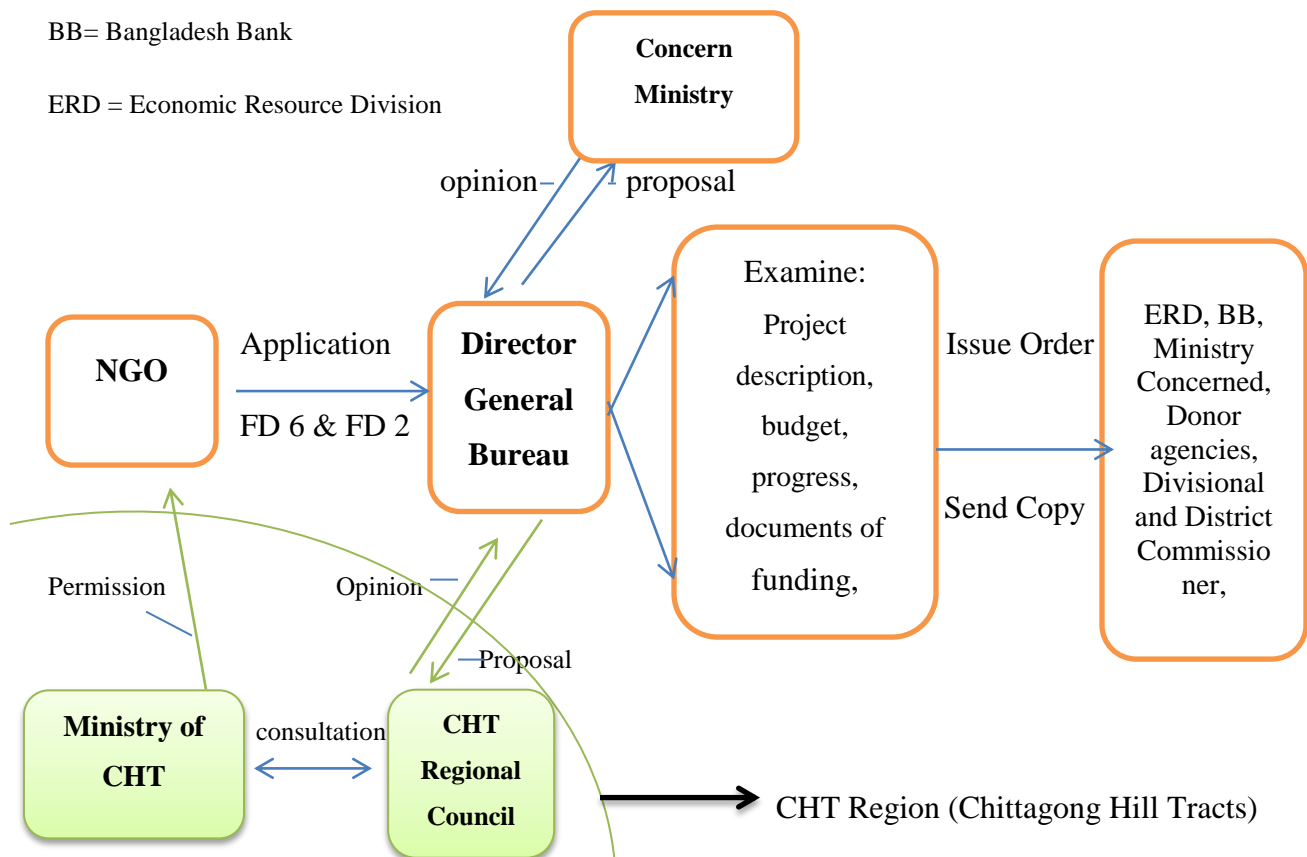 BB= Bangladesh Bank
ERD = Economic Resource Division
Concern
Ministry
opinion
proposal
NGO
Application
FD 6 & FD 2
Director
General
Bureau
Examine:
Project
description,
budget,
progress,
documents of
funding,
Issue Order
Send Copy
ERD, BB,
Ministry
Concerned,
Donor
agencies,
Divisional
and District
Commissio
ner,
Permission
Opinion
Proposal
Ministry of
CHT
consultation
CHT
Regional
Council
CHT Region (Chittagong Hill Tracts)